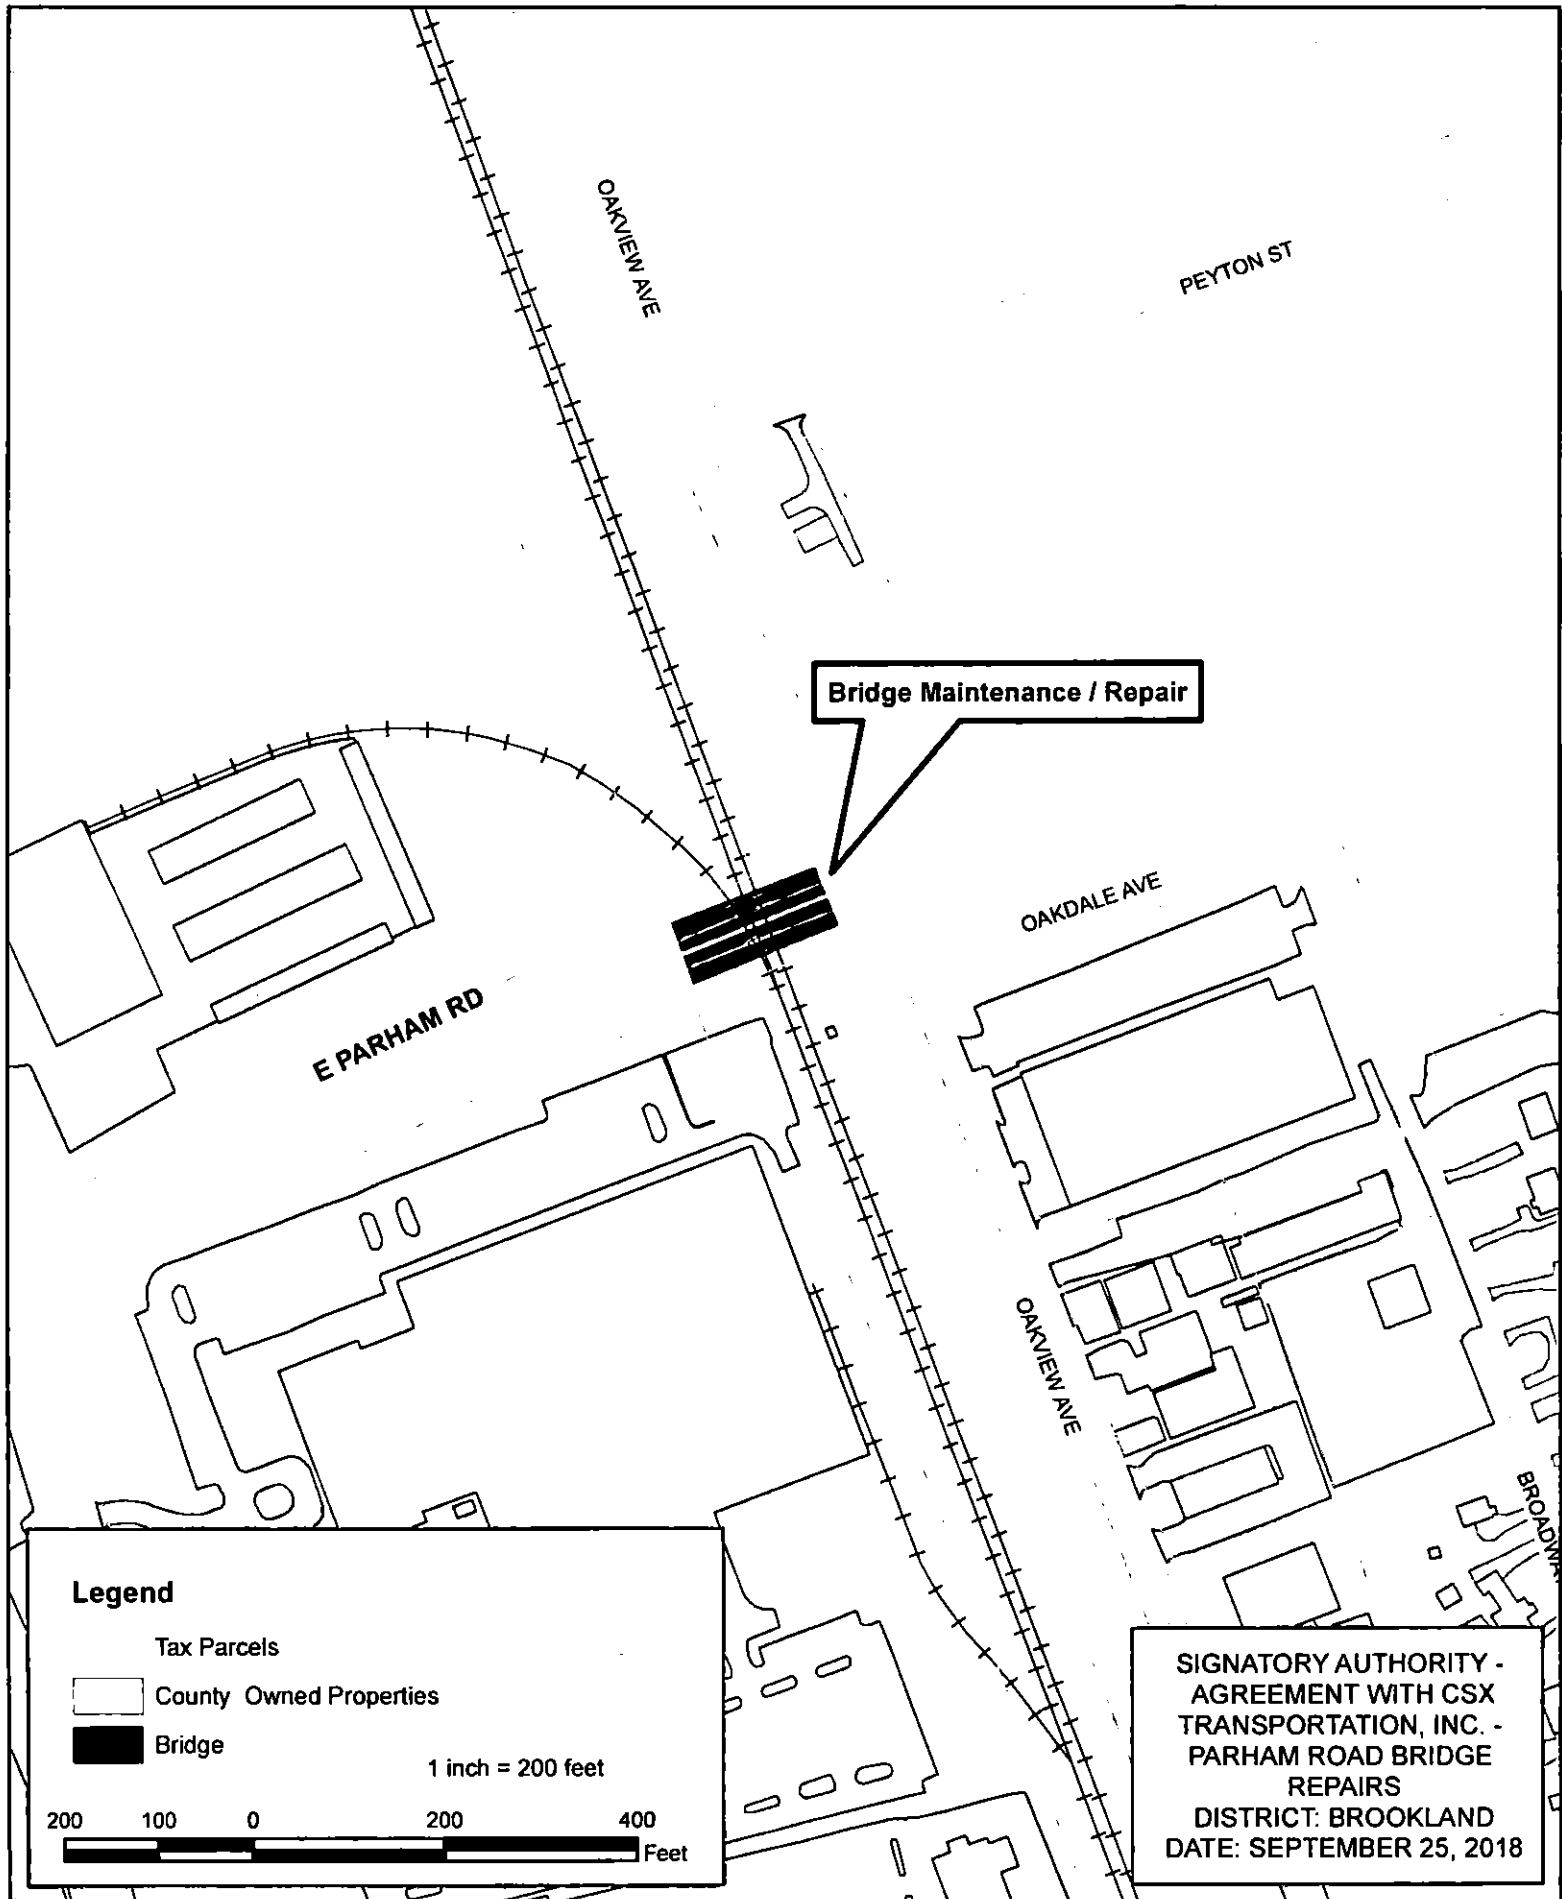 OAKVIEW AVE
PEYTON ST
Bridge Maintenance / Repair
OAKDALE AVE
E PARHAM RD
OAKVIEW AVE
Legend
Tax Parcels
County Owned Properties
Bridge
1 inch = 200 feet
200 100 0 200 400
Feet
SIGNATORY AUTHORITY -
AGREEMENT WITH CSX
TRANSPORTATION, INC. -
PARHAM ROAD BRIDGE
REPAIRS
DISTRICT: BROOKLAND
DATE: SEPTEMBER 25, 2018